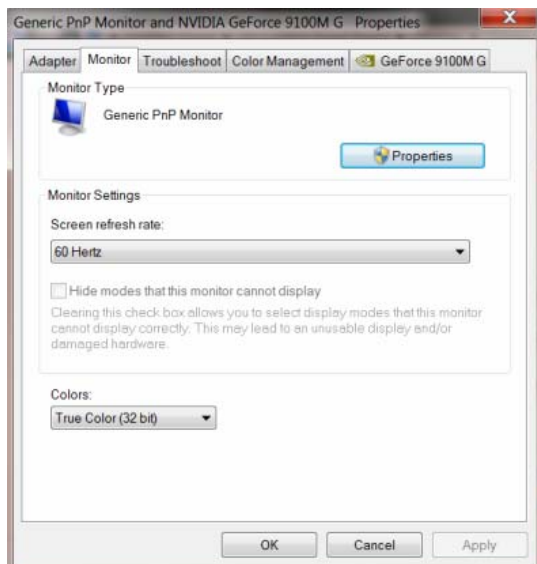 Generic PnP Monitor and NVIDIA GeForce 9100M G Properties
X
Adapter Monitor Troubleshoot Color Management GeForce 9100M G
Monitor Type
Generic PnP Monitor
Properties
Monitor Settings
Screen refresh rate:
60 Hertz
Hide modes that this monitor cannot display
Clearing this check box allows you to select display modes that this monitor
cannot display correctly. This may lead to an unusable display and/or
damaged hardware.
Colors:
True Color (32 bit)
OK Cancel Apply